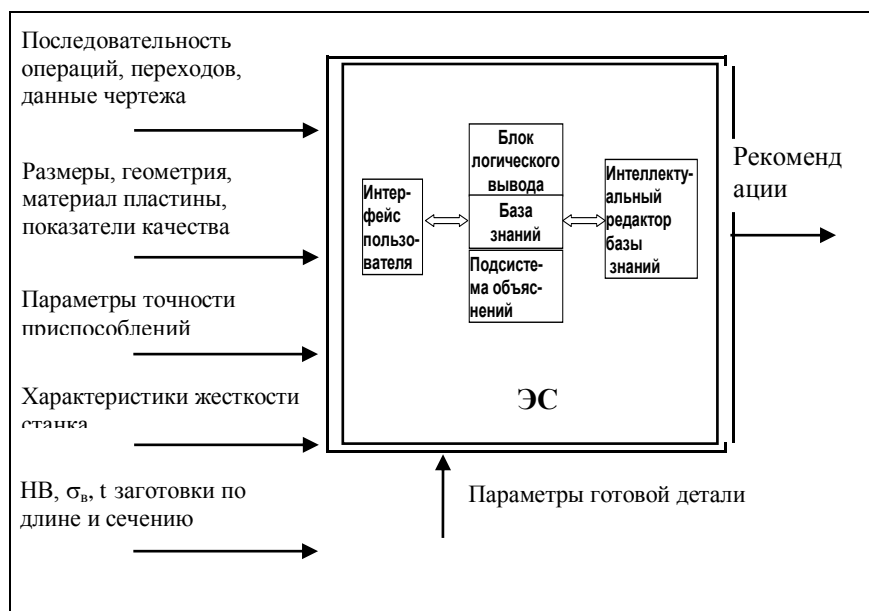 Последовательность
операций, переходов,
данные чертежа
Размеры, геометрия,
материал пластины,
показатели качества
Параметры точности
приспособлений
Характеристики жесткости
станка
НВ, σв, t заготовки по
длине и сечению
Интер-
фейс
пользо-
вателя
Блок
логического
вывода
База
знаний
Подсисте-
ма объяс-
нений
Интеллекту-
альный
редактор
базы
знаний
ЭС
Рекоменд
ации
Параметры готовой детали